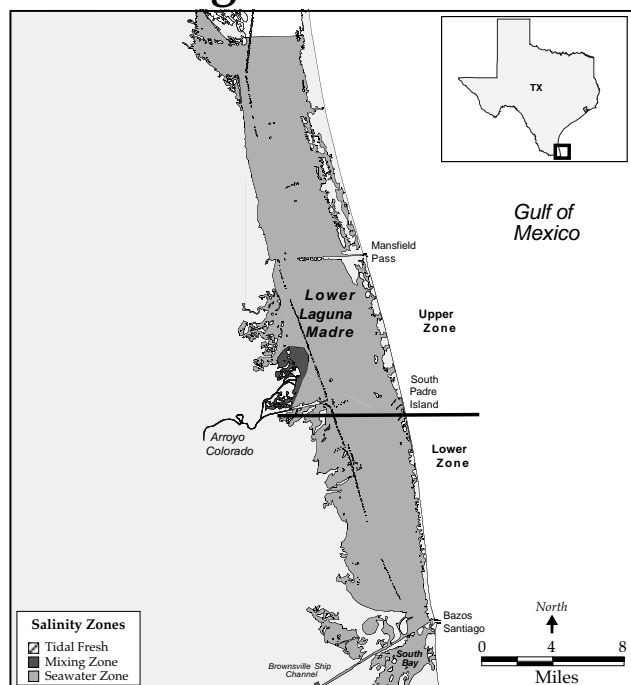 TX
Gulf of
Mexico
Mansfield
Pass
Lower
Laguna
Madre
Upper
Zone
South
Padre
Island
Arroyo
Colorado
Lower
Zone
Bazos
Santiago
South
Bay
Brownsville Ship
Channel
Salinity Zones
Tidal Fresh
Mixing Zone
Seawater Zone
North
0 4 8
Miles